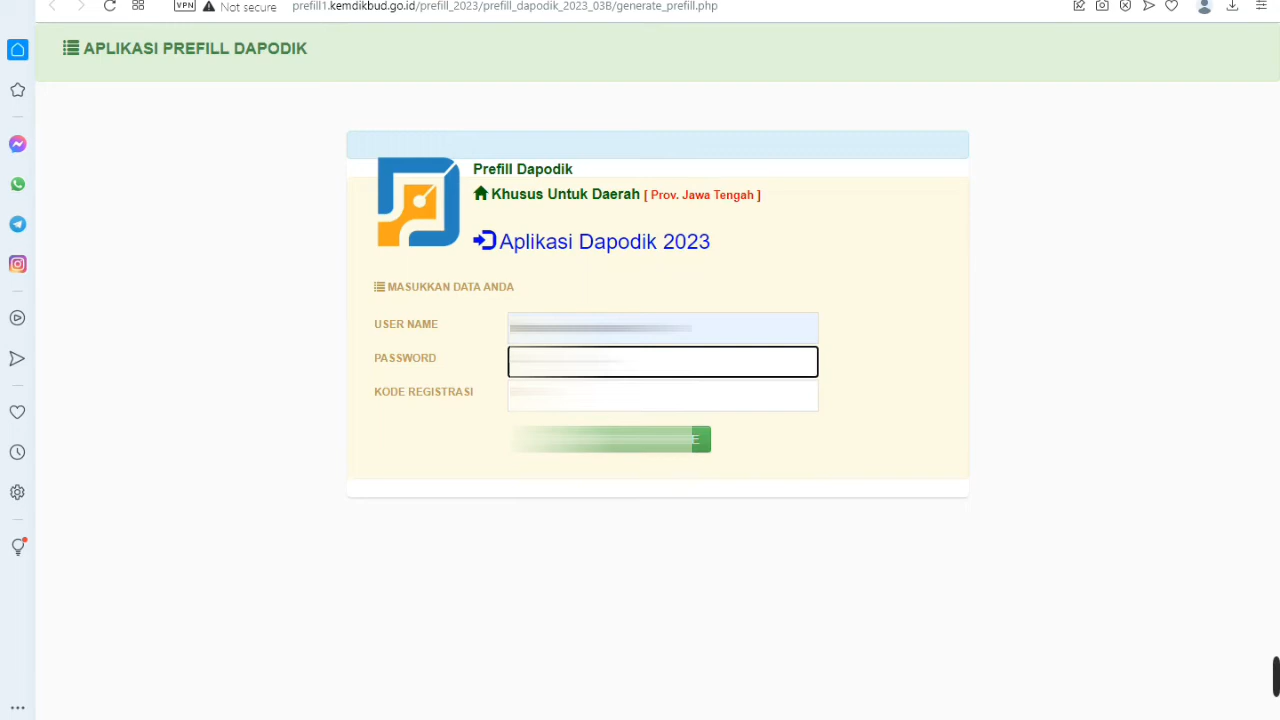 VPN Not secure prefill1.kemdikbud.go.id/prefill_2023/prefill_dapodik_2023_03B/generate_prefill.php
APLIKASI PREFILL DAPODIK
Prefill Dapodik
Khusus Untuk Daerah [ Prov. Jawa Tengah ]
Aplikasi Dapodik 2023
MASUKKAN DATA ANDA
USER NAME
PASSWORD
KODE REGISTRASI